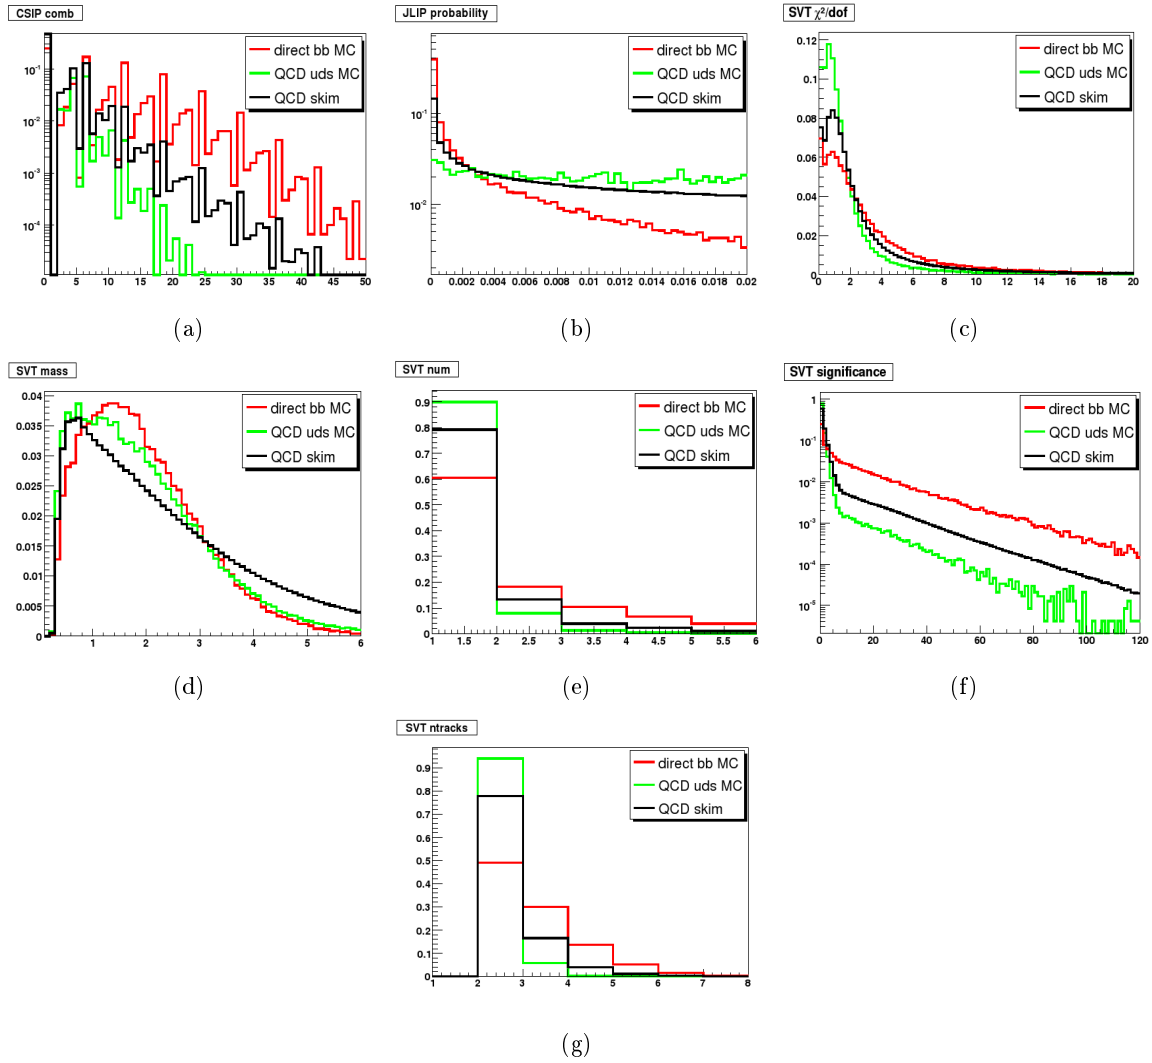 CSIP comb
direct bb MC
QCD uds MC
QCD skim
10⁻¹
10⁻²
10⁻³
10⁻⁴
0 5 10 15 20 25 30 35 40 45 50
(a)
JLIP probability
direct bb MC
QCD uds MC
QCD skim
10⁻¹
10⁻²
0 0.002 0.004 0.006 0.008 0.01 0.012 0.014 0.016 0.018 0.02
(b)
SVT χ²/dof
direct bb MC
QCD uds MC
QCD skim
0.12
0.1
0.08
0.06
0.04
0.02
0
0 2 4 6 8 10 12 14 16 18 20
(c)
SVT mass
direct bb MC
QCD uds MC
QCD skim
0.04
0.035
0.03
0.025
0.02
0.015
0.01
0.005
0
1 2 3 4 5 6
(d)
SVT num
direct bb MC
QCD uds MC
QCD skim
0.9
0.8
0.7
0.6
0.5
0.4
0.3
0.2
0.1
0
1 1.5 2 2.5 3 3.5 4 4.5 5 5.5 6
(e)
SVT significance
direct bb MC
QCD uds MC
QCD skim
1
10⁻¹
10⁻²
10⁻³
10⁻⁴
10⁻⁵
0 20 40 60 80 100 120
(f)
SVT ntracks
direct bb MC
QCD uds MC
QCD skim
0.9
0.8
0.7
0.6
0.5
0.4
0.3
0.2
0.1
0
1 2 3 4 5 6 7 8
(g)